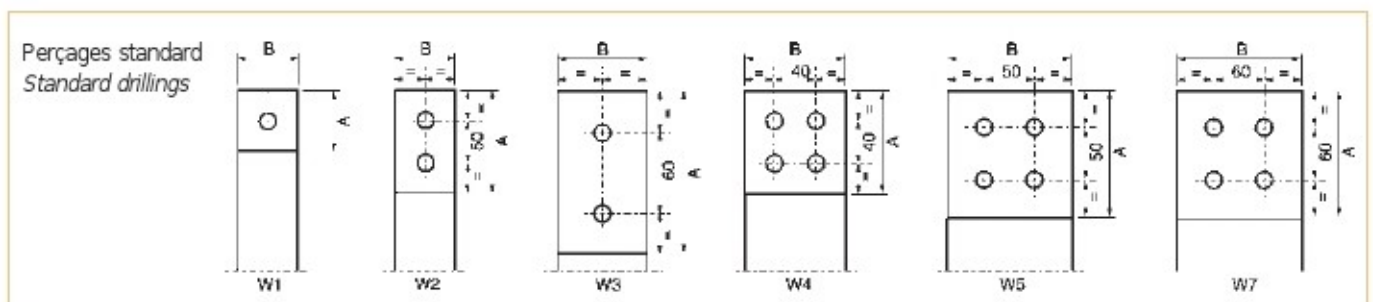 Perçages standard
Standard drillings
B
A
W1
B
= =
=
50
=
A
W2
B
= =
=
60
=
A
W3
B
= 40 =
=
40
=
A
W4
B
= 50 =
=
50
=
A
W5
B
= 60 =
=
60
=
A
W7